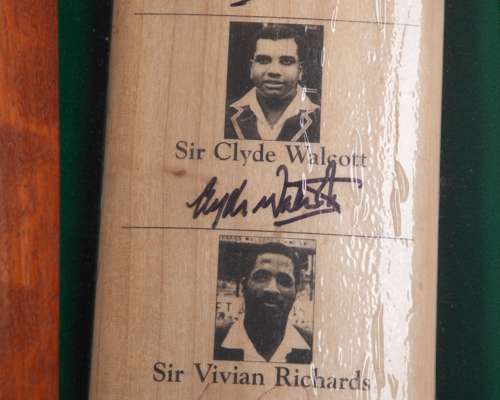 Sir Clyde Walcott
Clyde Walcott
Sir Vivian Richards